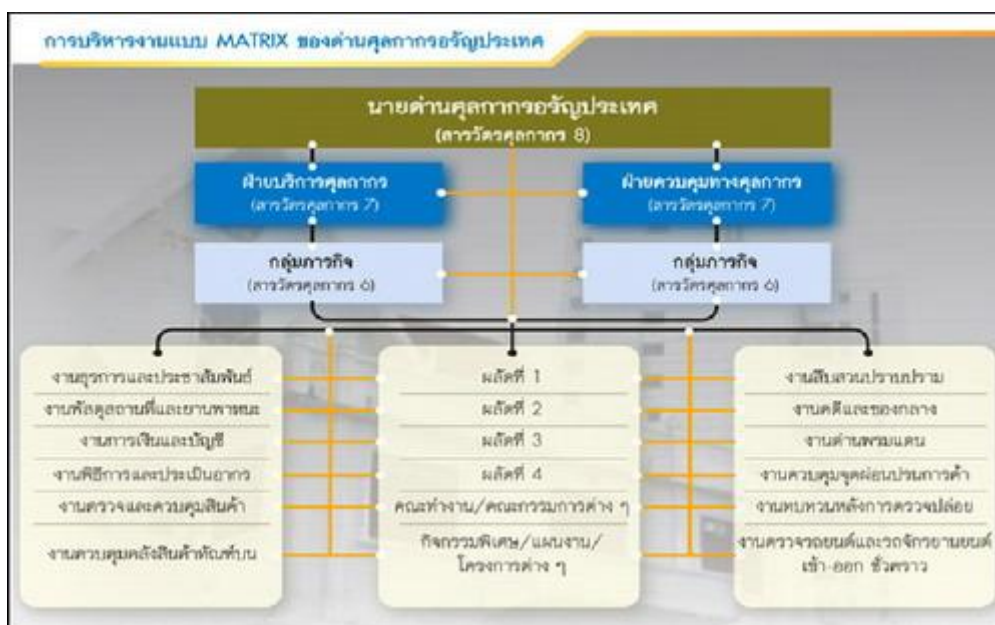 การบริหารงานแบบ MATRIX ของด่านศุลกากรอรัญประเทศ
นายด่านศุลกากรอรัญประเทศ
(สารวัตรศุลกากร 8)
ฝ่ายบริการศุลกากร
(สารวัตรศุลกากร 7)
ฝ่ายควบคุมทางศุลกากร
(สารวัตรศุลกากร 7)
กลุ่มภารกิจ
(สารวัตรศุลกากร 6)
กลุ่มภารกิจ
(สารวัตรศุลกากร 6)
งานธุรการและประชาสัมพันธ์
งานพัสดุสถานที่และยานพาหนะ
งานการเงินและบัญชี
งานพิธีการและประเมินอากร
งานตรวจและควบคุมสินค้า
งานควบคุมคลังสินค้าทัณฑ์บน
ผลัดที่ 1
ผลัดที่ 2
ผลัดที่ 3
ผลัดที่ 4
คณะทำงาน/คณะกรรมการต่าง ๆ
กิจกรรมพิเศษ/แผนงาน/
โครงการต่าง ๆ
งานสืบสวนปราบปราม
งานคดีและของกลาง
งานด่านพรมแดน
งานควบคุมจุดผ่อนปรนการค้า
งานทบทวนหลังการตรวจปล่อย
งานตรวจรถยนต์และรถจักรยานยนต์
เข้า-ออก ชั่วคราว